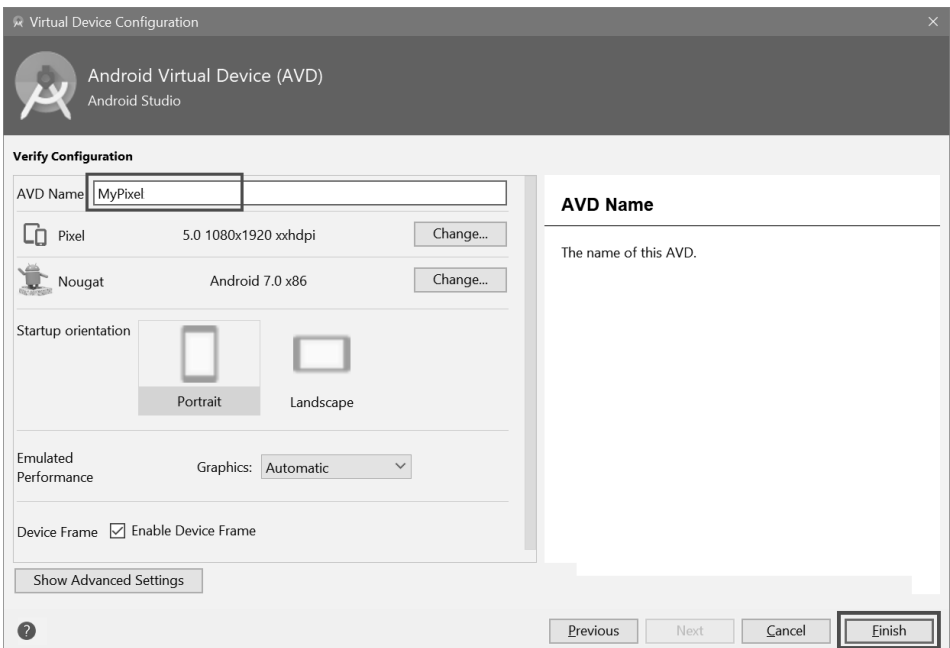 Virtual Device Configuration
Android Virtual Device (AVD)
Android Studio
Verify Configuration
AVD Name MyPixel
Pixel 5.0 1080x1920 xxhdpi Change...
Nougat Android 7.0 x86 Change...
Startup orientation
Portrait Landscape
Emulated
Performance
Graphics: Automatic
Device Frame Enable Device Frame
Show Advanced Settings
AVD Name
The name of this AVD.
? Previous Next Cancel Finish